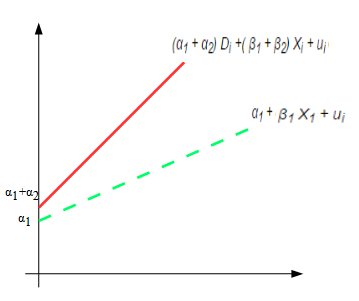 (α1 + α2) Di +(β1 + β2) Xi + ui
α1 + β1 X1 + ui
α1+α2
α1